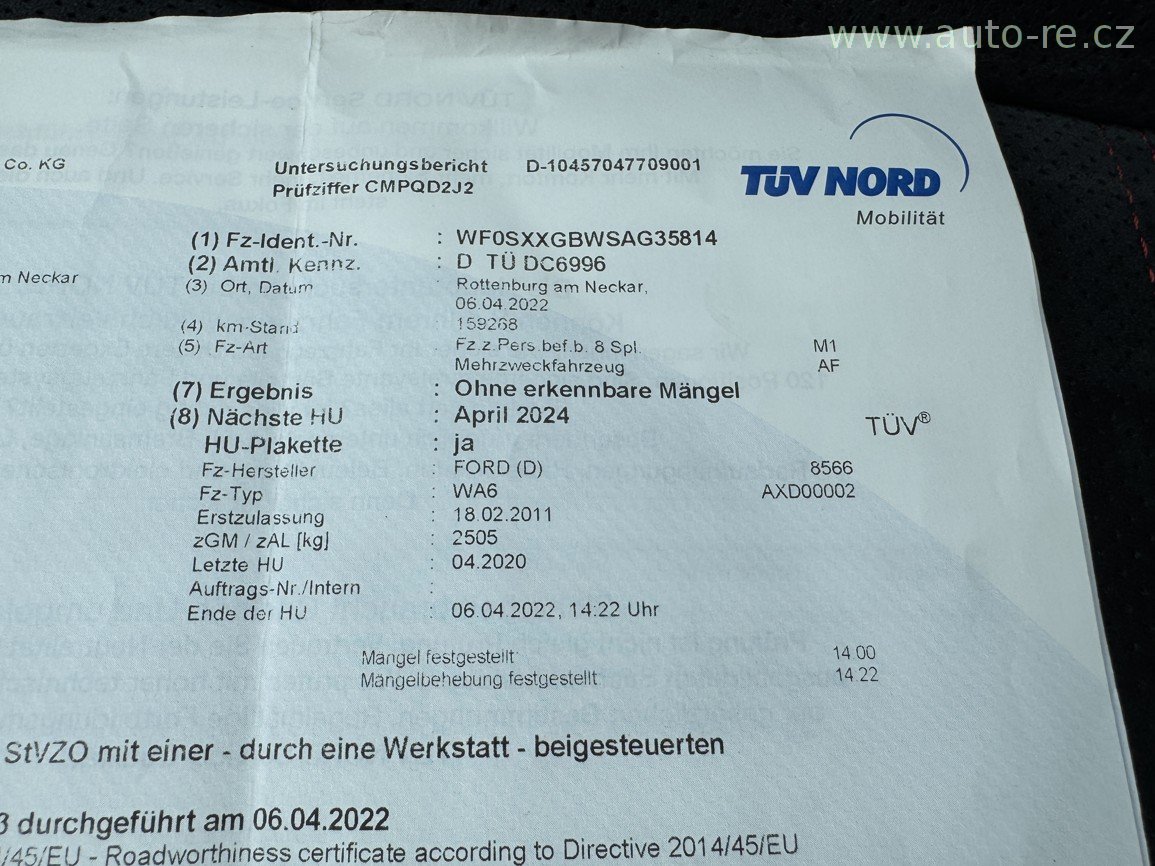 www.auto-re.cz
Co. KG
Untersuchungsbericht D-10457047709001
Prüfziffer CMPQD2J2
TÜV NORD
Mobilität
(1) Fz-Ident.-Nr. : WF0SXXGBWSAG35814
m Neckar
(2) Amtl. Kennz. : D TÜ DC6996
(3) Ort, Datum : Rottenburg am Neckar,
06.04.2022
(4) km-Stand : 159268
(5) Fz-Art : Fz.z.Pers.bef.b. 8 Spl. M1
Mehrzweckfahrzeug AF
(7) Ergebnis : Ohne erkennbare Mängel
(8) Nächste HU : April 2024
TÜV®
HU-Plakette : ja
Fz-Hersteller : FORD (D) 8566
Fz-Typ : WA6 AXD00002
Erstzulassung : 18.02.2011
zGM / zAL [kg] : 2505
Letzte HU : 04.2020
Auftrags-Nr./Intern :
Ende der HU : 06.04.2022, 14:22 Uhr
Mängel festgestellt 14:00
Mängelbehebung festgestellt 14:22
StVZO mit einer - durch eine Werkstatt - beigesteuerten
3 durchgeführt am 06.04.2022
/45/EU - Roadworthiness certificate according to Directive 2014/45/EU